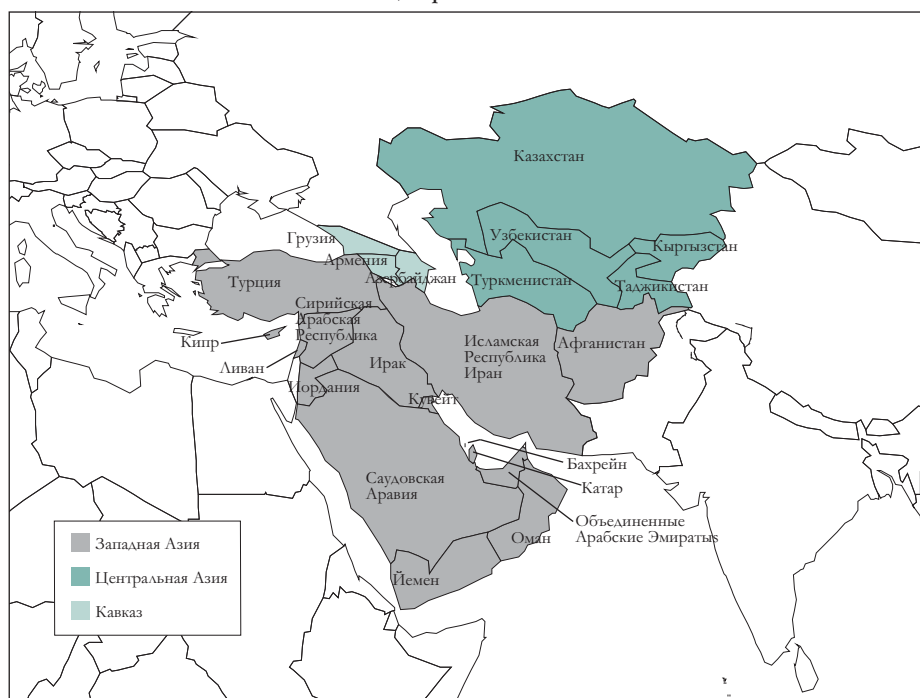 Казахстан
Узбекистан
Кыргызстан
Грузия
Армения
Азербайджан
Туркменистан
Таджикистан
Турция
Сирийская
Арабская
Республика
Кипр
Ливан
Ирак
Исламская
Республика
Иран
Афганистан
Иордания
Кувейт
Бахрейн
Саудовская
Аравия
Катар
Объединенные
Арабские Эмиратыs
Оман
Йемен
Западная Азия
Центральная Азия
Кавказ